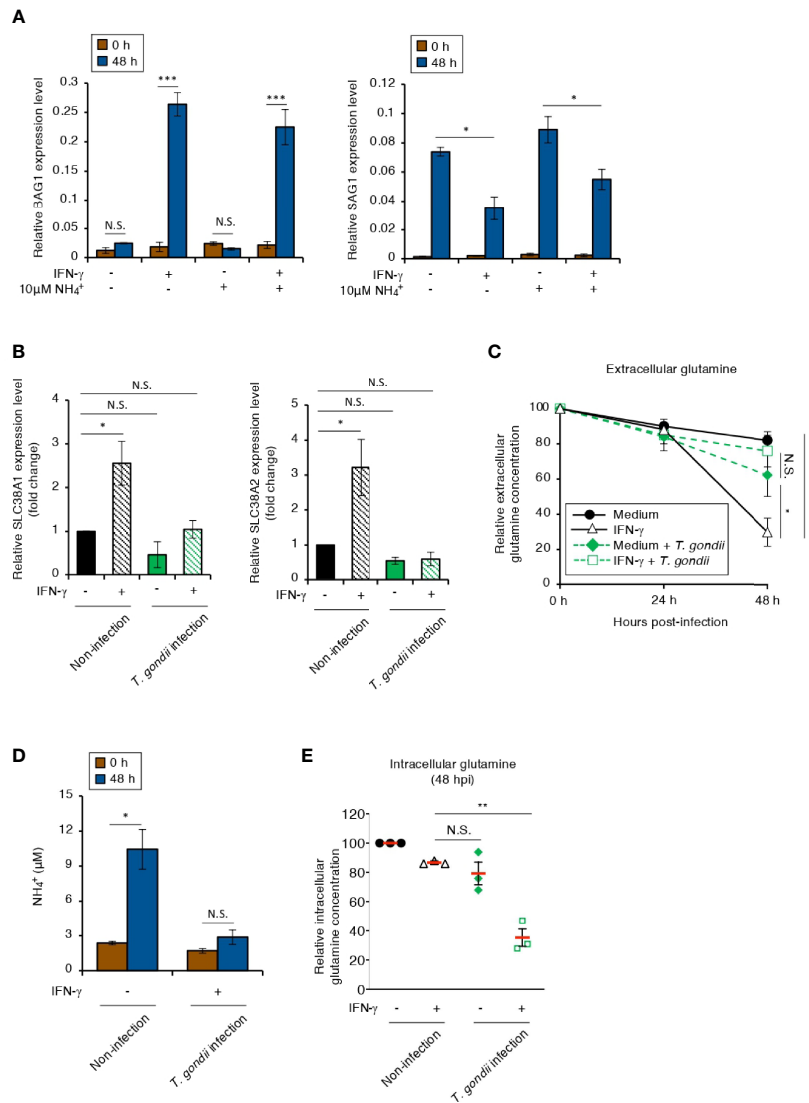 A
0 h
48 h
0 h
48 h
Relative BAG1 expression level
0.3
0.25
0.2
0.15
0.1
0.05
0
N.S.
***
N.S.
***
IFN-γ - + - +
10μM NH₄⁺ - - + +
Relative SAG1 expression level
0.12
0.1
0.08
0.06
0.04
0.02
0
*
*
IFN-γ - + - +
10μM NH₄⁺ - - + +
B
Relative SLC38A1 expression level
(fold change)
4
3
2
1
0
N.S.
N.S.
*
IFN-γ - + - +
Non-infection
T. gondii infection
Relative SLC38A2 expression level
(fold change)
5
4
3
2
1
0
N.S.
N.S.
*
IFN-γ - + - +
Non-infection
T. gondii infection
C
Extracellular glutamine
Relative extracellular
glutamine concentration
100
80
60
40
20
0
Medium
IFN-γ
Medium + T. gondii
IFN-γ + T. gondii
N.S.
*
0 h
24 h
48 h
Hours post-infection
D
0 h
48 h
NH₄⁺ (μM)
15
12
9
6
3
0
*
N.S.
IFN-γ - +
Non-infection
T. gondii infection
E
Intracellular glutamine
(48 hpi)
Relative intracellular
glutamine concentration
120
100
80
60
40
20
0
**
N.S.
IFN-γ - + - +
Non-infection
T. gondii infection